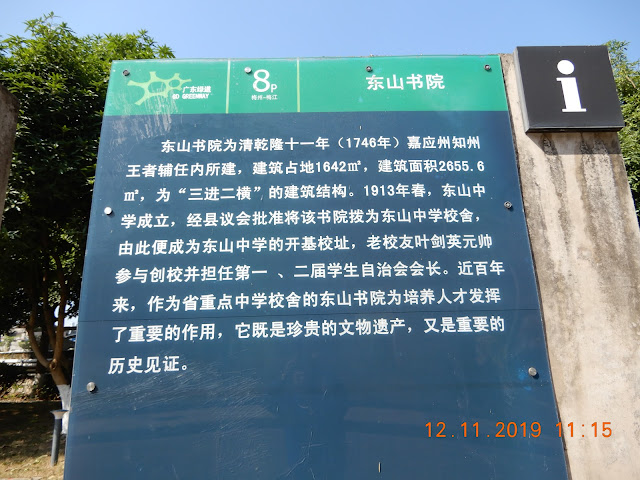 广东绿道
GD GREENWAY
8P
梅州-梅江
东山书院
i
东山书院为清乾隆十一年（1746年）嘉应州知州
王者辅任内所建，建筑占地1642㎡，建筑面积2655.6
㎡，为“三进二横”的建筑结构。1913年春，东山中
学成立，经县议会批准将该书院拨为东山中学校舍，
由此便成为东山中学的开基校址，老校友叶剑英元帅
参与创校并担任第一 、二届学生自治会会长。近百年
来，作为省重点中学校舍的东山书院为培养人才发挥
了重要的作用，它既是珍贵的文物遗产，又是重要的
历史见证。
12.11.2019 11:15